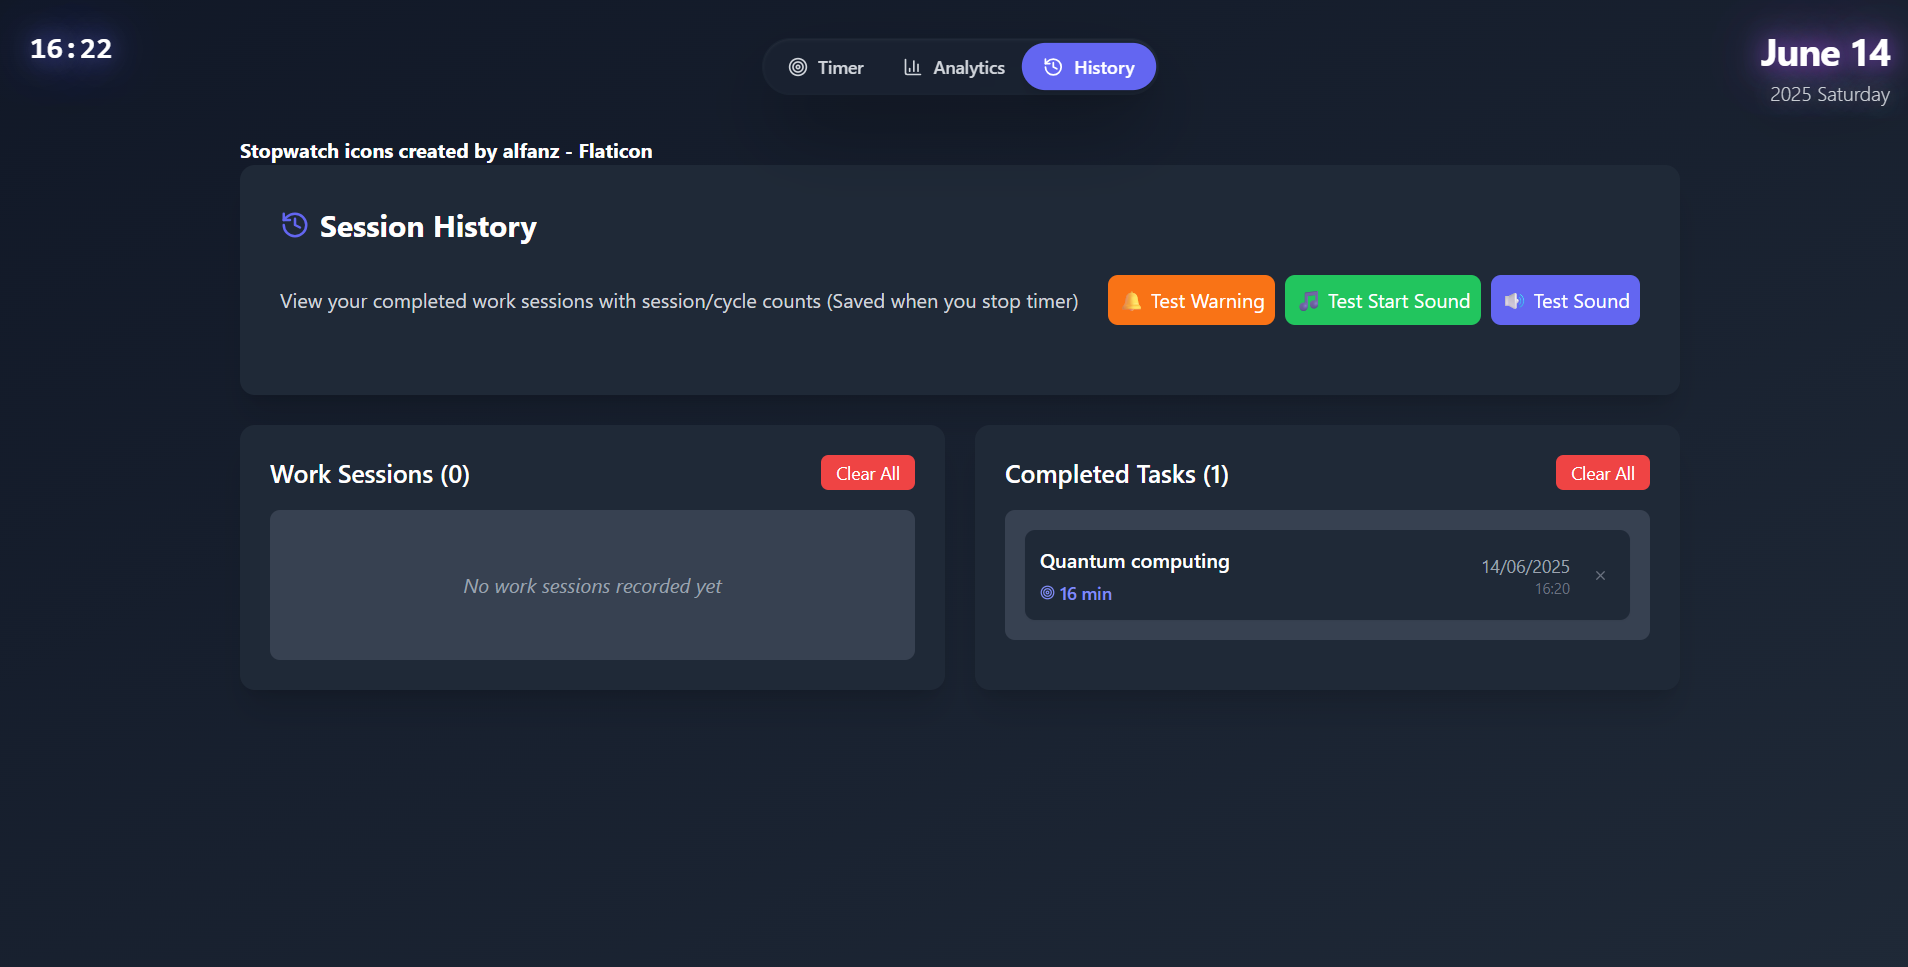 16:22
Timer
Analytics
History
June 14
2025 Saturday
Stopwatch icons created by alfanz - Flaticon
Session History
View your completed work sessions with session/cycle counts (Saved when you stop timer)
🔔 Test Warning
🎵 Test Start Sound
🔊 Test Sound
Work Sessions (0)
Clear All
No work sessions recorded yet
Completed Tasks (1)
Clear All
Quantum computing
16 min
14/06/2025
16:20
×